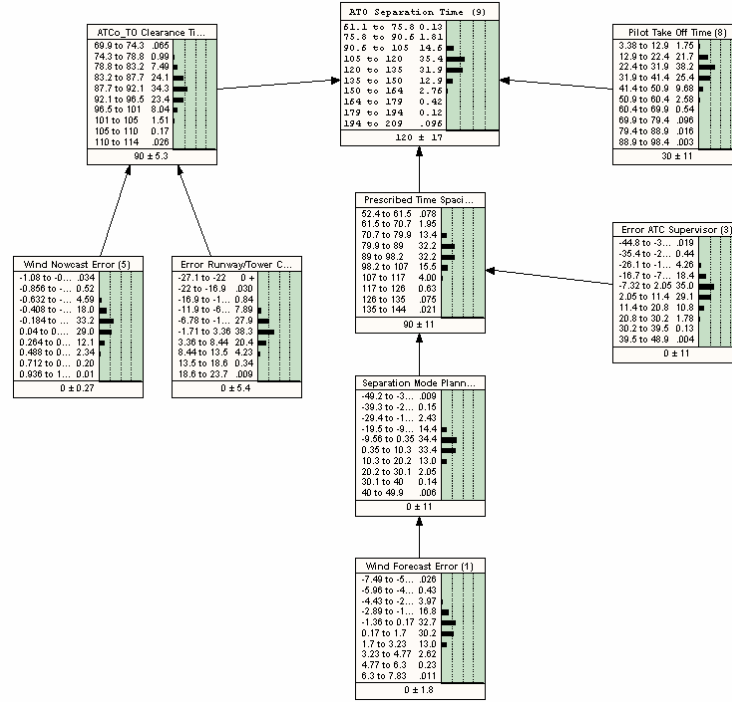 AT0 Separation Time (9)
61.1 to 75.8 0.13
75.8 to 90.6 1.81
90.6 to 105 14.6
105 to 120 35.4
120 to 135 31.9
135 to 150 12.9
150 to 164 2.76
164 to 179 0.42
179 to 194 0.12
194 to 209 .096
120 ± 17
ATCo_TO Clearance Ti...
69.9 to 74.3 .065
74.3 to 78.8 0.99
78.8 to 83.2 7.49
83.2 to 87.7 24.1
87.7 to 92.1 34.3
92.1 to 96.5 23.4
96.5 to 101 8.04
101 to 105 1.51
105 to 110 0.17
110 to 114 .026
90 ± 5.3
Pilot Take Off Time (8)
3.38 to 12.9 1.75
12.9 to 22.4 21.7
22.4 to 31.9 38.2
31.9 to 41.4 25.4
41.4 to 50.9 9.68
50.9 to 60.4 2.58
60.4 to 69.9 0.54
69.9 to 79.4 .096
79.4 to 88.9 .016
88.9 to 98.4 .003
30 ± 11
Prescribed Time Spaci...
52.4 to 61.5 .078
61.5 to 70.7 1.95
70.7 to 79.9 13.4
79.9 to 89 32.2
89 to 98.2 32.2
98.2 to 107 15.5
107 to 117 4.00
117 to 126 0.63
126 to 135 .075
135 to 144 .021
90 ± 11
Error ATC Supervisor (3)
-44.8 to -3... .019
-35.4 to -2... 0.44
-26.1 to -1... 4.26
-16.7 to -7... 18.4
-7.32 to 2.05 35.0
2.05 to 11.4 29.1
11.4 to 20.8 10.8
20.8 to 30.2 1.78
30.2 to 39.5 0.13
39.5 to 48.9 .004
0 ± 11
Wind Nowcast Error (5)
-1.08 to -0... .034
-0.856 to -... 0.52
-0.632 to -... 4.59
-0.408 to -... 18.0
-0.184 to ... 33.2
0.04 to 0.... 29.0
0.264 to 0... 12.1
0.488 to 0... 2.34
0.712 to 0... 0.20
0.936 to 1... 0.01
0 ± 0.27
Error Runway/Tower C...
-27.1 to -22 0 +
-22 to -16.9 .030
-16.9 to -1... 0.84
-11.9 to -6... 7.89
-6.78 to -1... 27.9
-1.71 to 3.36 38.3
3.36 to 8.44 20.4
8.44 to 13.5 4.23
13.5 to 18.6 0.34
18.6 to 23.7 .009
0 ± 5.4
Separation Mode Plann...
-49.2 to -3... .009
-39.3 to -2... 0.15
-29.4 to -1... 2.43
-19.5 to -9... 14.4
-9.56 to 0.35 34.4
0.35 to 10.3 33.4
10.3 to 20.2 13.0
20.2 to 30.1 2.05
30.1 to 40 0.14
40 to 49.9 .006
0 ± 11
Wind Forecast Error (1)
-7.49 to -5... .026
-5.96 to -4... 0.43
-4.43 to -2... 3.97
-2.89 to -1... 16.8
-1.36 to 0.17 32.7
0.17 to 1.7 30.2
1.7 to 3.23 13.0
3.23 to 4.77 2.62
4.77 to 6.3 0.23
6.3 to 7.83 .011
0 ± 1.8